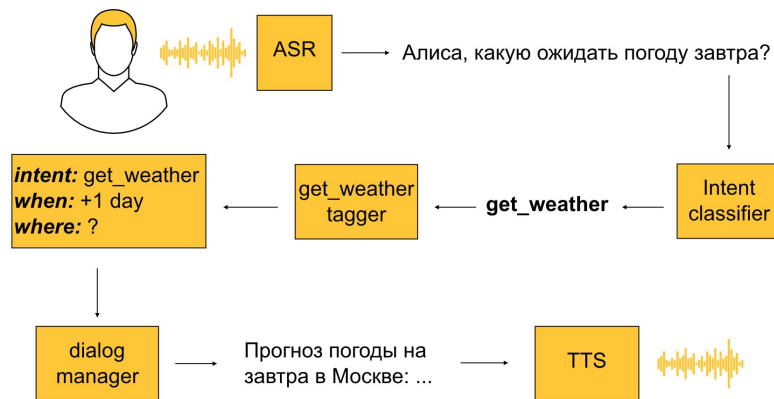 ASR
Алиса, какую ожидать погоду завтра?
Intent
classifier
get_weather
get_weather
tagger
intent: get_weather
when: +1 day
where: ?
dialog
manager
Прогноз погоды на
завтра в Москве: ...
TTS